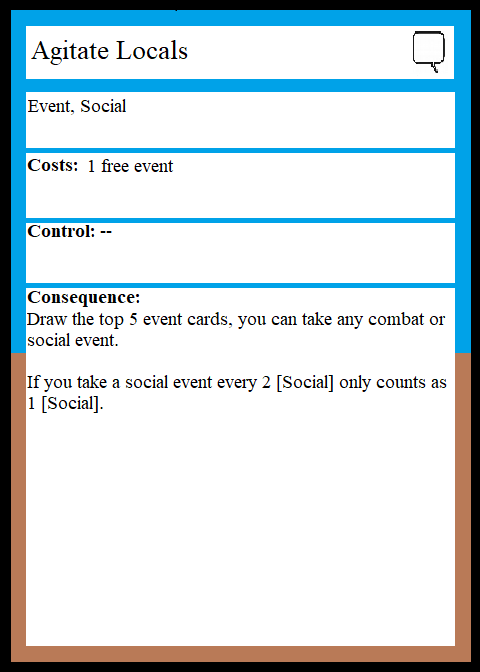 Agitate Locals
Event, Social
Costs: 1 free event
Control: --
Consequence:
Draw the top 5 event cards, you can take any combat or
social event.
If you take a social event every 2 [Social] only counts as
1 [Social].